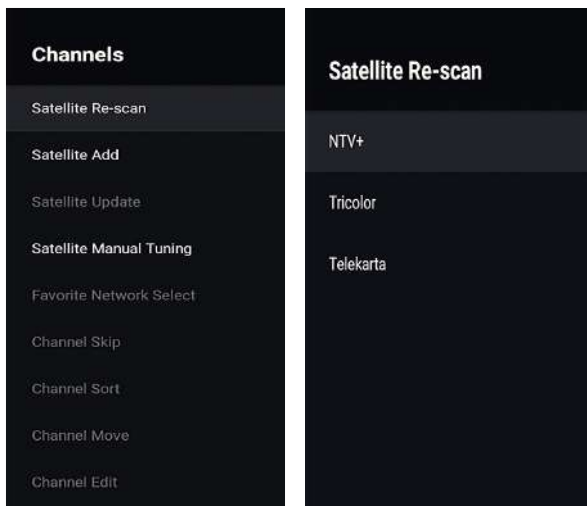 Channels
Satellite Re-scan
Satellite Add
Satellite Update
Satellite Manual Tuning
Favorite Network Select
Channel Skip
Channel Sort
Channel Move
Channel Edit
Satellite Re-scan
NTV+
Tricolor
Telekarta